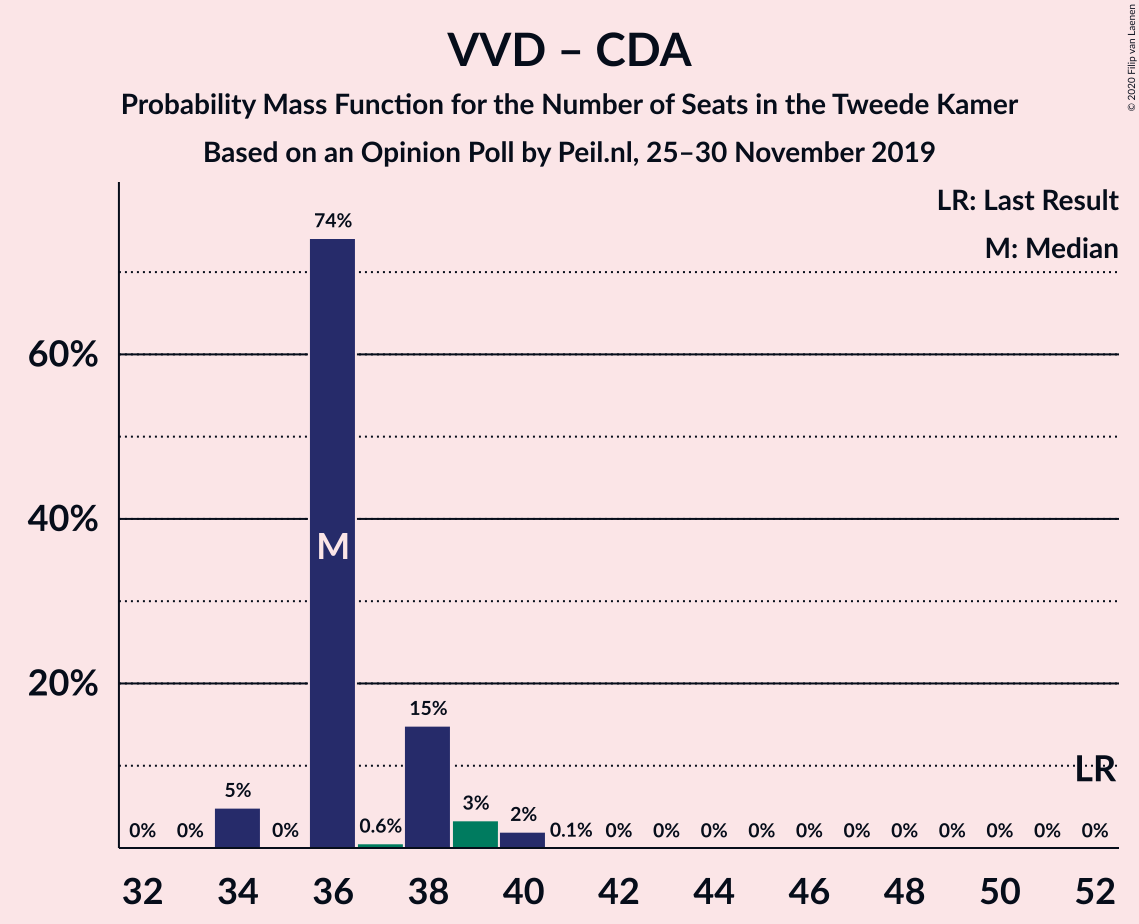 VVD – CDA
Probability Mass Function for the Number of Seats in the Tweede Kamer
Based on an Opinion Poll by Peil.nl, 25–30 November 2019
© 2020 Filip van Laenen
LR: Last Result
M: Median
74%
60%
40%
M
20%
15%
LR
5%
3%
2%
0% 0% 0% 0.6% 0.1% 0% 0% 0% 0% 0% 0% 0% 0% 0% 0% 0%
32 34 36 38 40 42 44 46 48 50 52